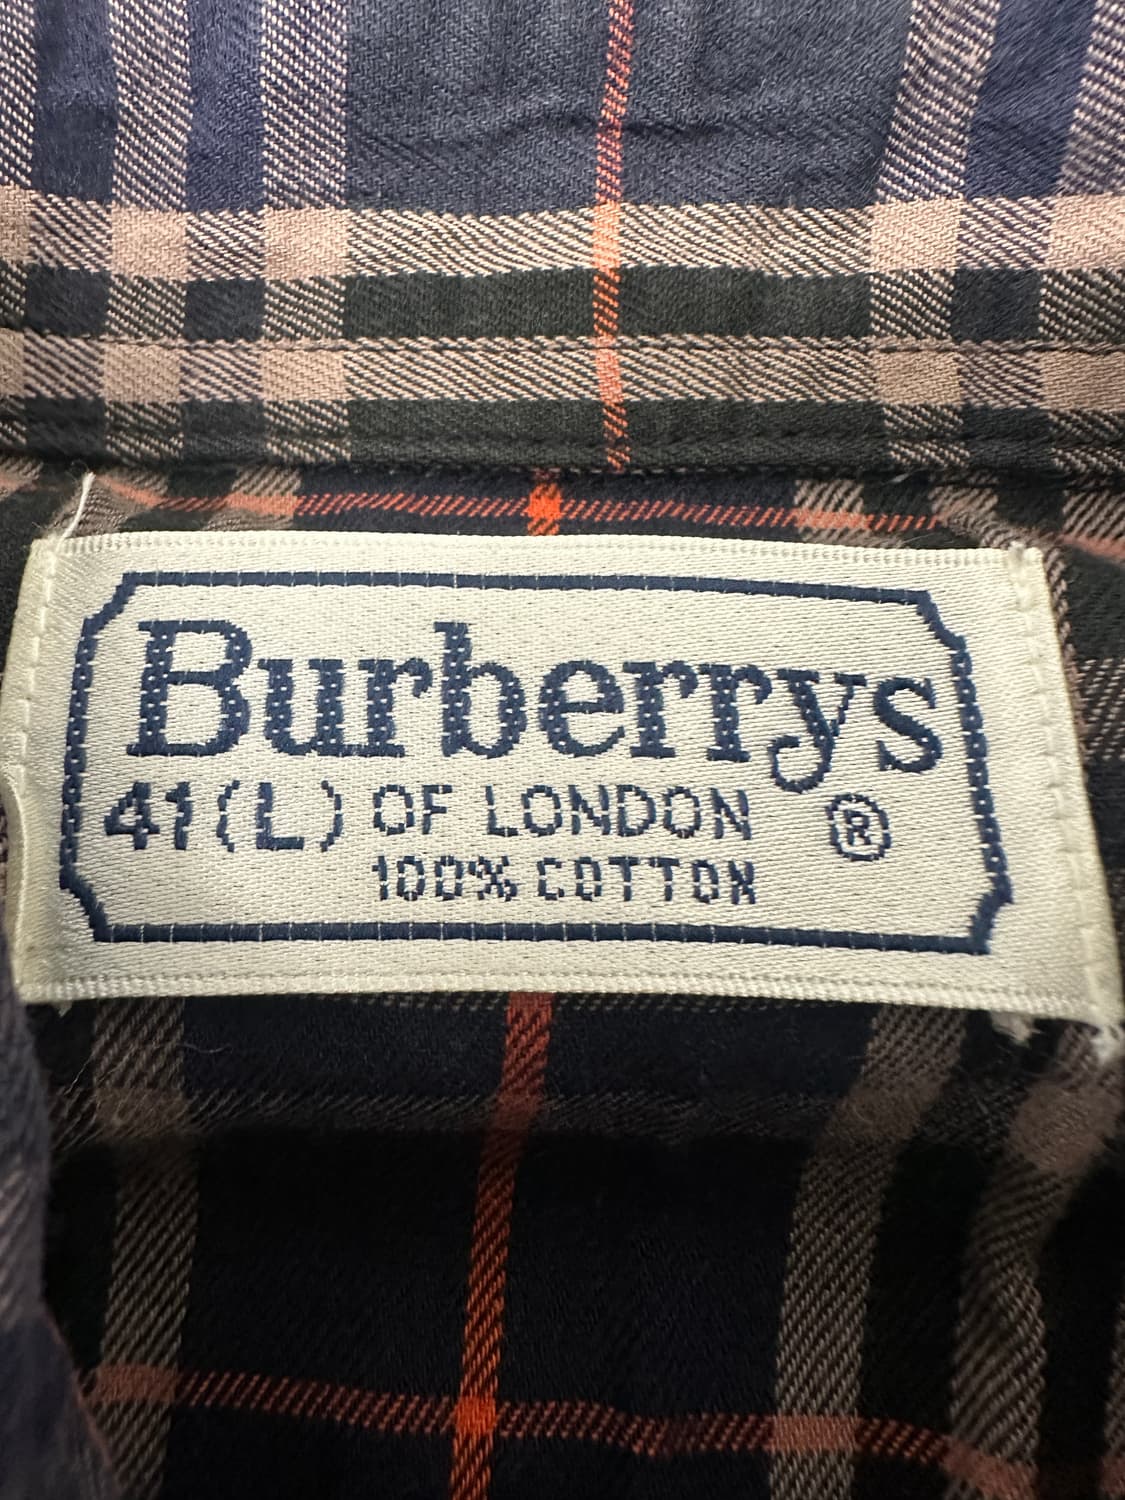 Burberrys
41(L) OF LONDON ®
100% COTTON